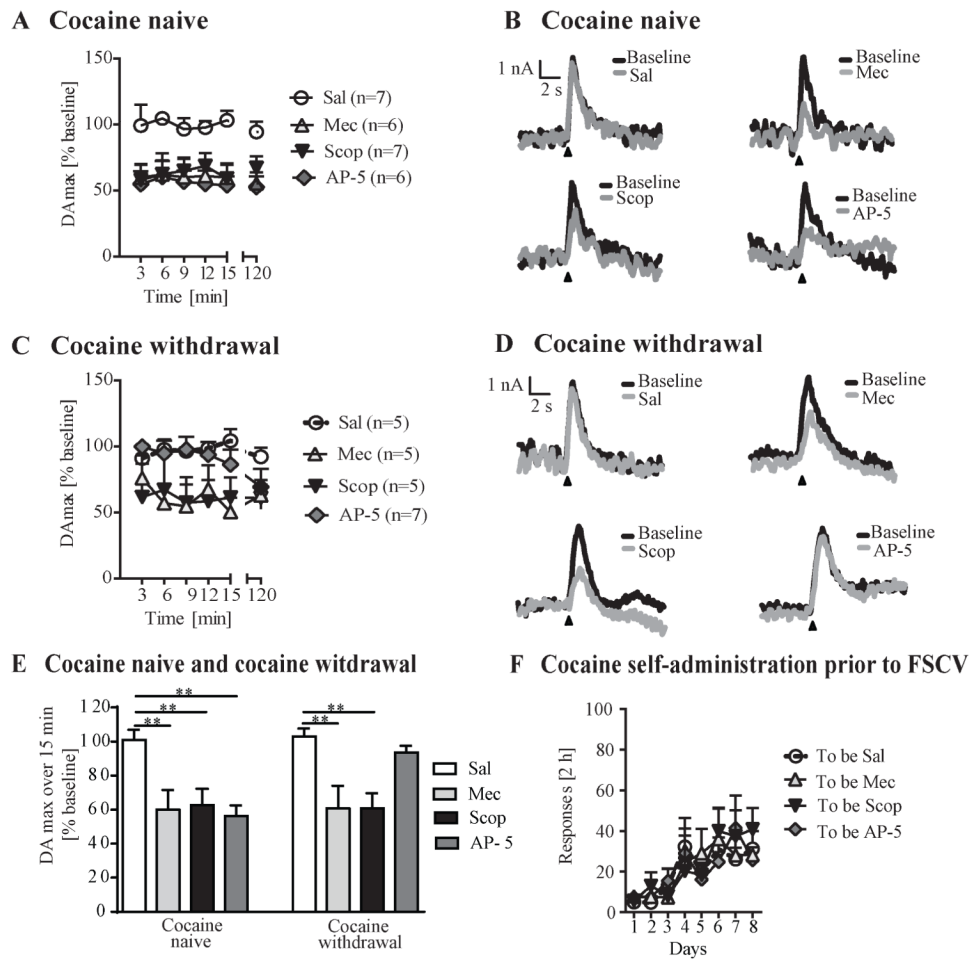 A Cocaine naive
150
100
50
0
DAmax [% baseline]
3 6 9 12 15 120
Time [min]
Sal (n=7)
Mec (n=6)
Scop (n=7)
AP-5 (n=6)
B Cocaine naive
1 nA
2 s
Baseline
Sal
Baseline
Mec
Baseline
Scop
Baseline
AP-5
C Cocaine withdrawal
150
100
50
0
DAmax [% baseline]
3 6 9 12 15 120
Time [min]
Sal (n=5)
Mec (n=5)
Scop (n=5)
AP-5 (n=7)
D Cocaine withdrawal
1 nA
2 s
Baseline
Sal
Baseline
Mec
Baseline
Scop
Baseline
AP-5
E Cocaine naive and cocaine witdrawal
120
100
80
60
40
20
0
DA max over 15 min
[% baseline]
**
**
**
**
**
Cocaine
naive
Cocaine
withdrawal
Sal
Mec
Scop
AP- 5
F Cocaine self-administration prior to FSCV
100
80
60
40
20
0
Responses [2 h]
1 2 3 4 5 6 7 8
Days
To be Sal
To be Mec
To be Scop
To be AP-5